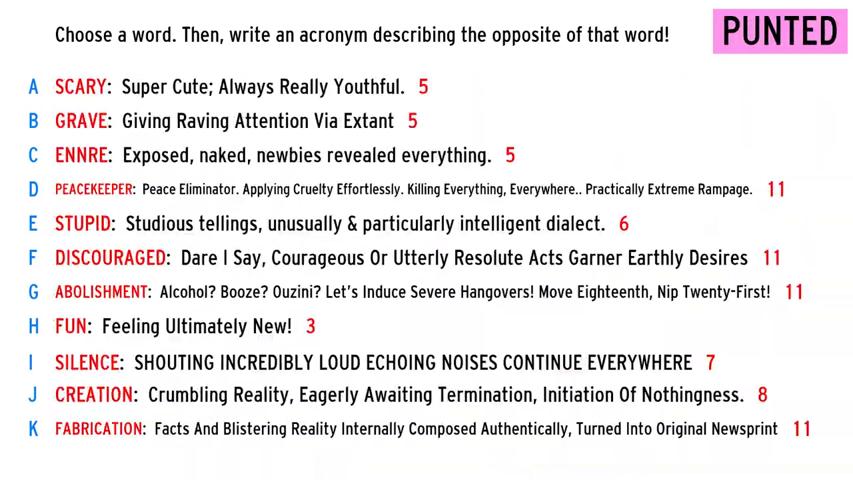 Choose a word. Then, write an acronym describing the opposite of that word!
PUNTED
A SCARY: Super Cute; Always Really Youthful. 5
B GRAVE: Giving Raving Attention Via Extant 5
C ENNRE: Exposed, naked, newbies revealed everything. 5
D PEACEKEEPER: Peace Eliminator. Applying Cruelty Effortlessly. Killing Everything, Everywhere.. Practically Extreme Rampage. 11
E STUPID: Studious tellings, unusually & particularly intelligent dialect. 6
F DISCOURAGED: Dare I Say, Courageous Or Utterly Resolute Acts Garner Earthly Desires 11
G ABOLISHMENT: Alcohol? Booze? Ouzini? Let's Induce Severe Hangovers! Move Eighteenth, Nip Twenty-First! 11
H FUN: Feeling Ultimately New! 3
I SILENCE: SHOUTING INCREDIBLY LOUD ECHOING NOISES CONTINUE EVERYWHERE 7
J CREATION: Crumbling Reality, Eagerly Awaiting Termination, Initiation Of Nothingness. 8
K FABRICATION: Facts And Blistering Reality Internally Composed Authentically, Turned Into Original Newsprint 11